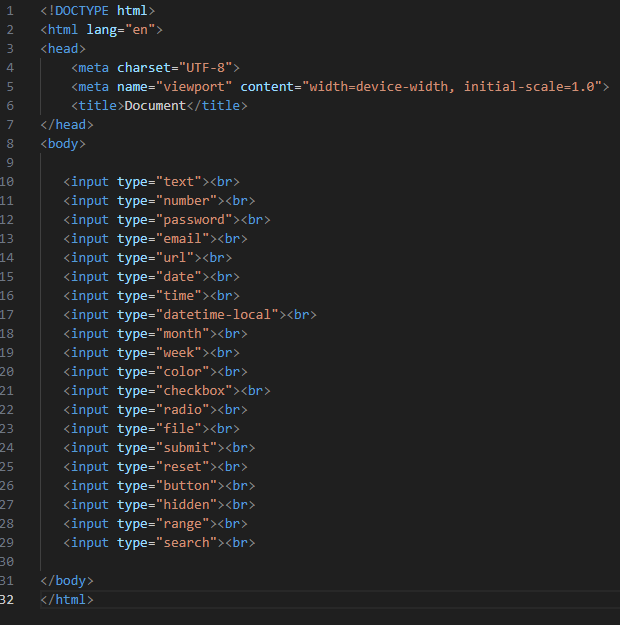 1 <!DOCTYPE html>
2 <html lang="en">
3 <head>
4     <meta charset="UTF-8">
5     <meta name="viewport" content="width=device-width, initial-scale=1.0">
6     <title>Document</title>
7 </head>
8 <body>
9
10    <input type="text"><br>
11    <input type="number"><br>
12    <input type="password"><br>
13    <input type="email"><br>
14    <input type="url"><br>
15    <input type="date"><br>
16    <input type="time"><br>
17    <input type="datetime-local"><br>
18    <input type="month"><br>
19    <input type="week"><br>
20    <input type="color"><br>
21    <input type="checkbox"><br>
22    <input type="radio"><br>
23    <input type="file"><br>
24    <input type="submit"><br>
25    <input type="reset"><br>
26    <input type="button"><br>
27    <input type="hidden"><br>
28    <input type="range"><br>
29    <input type="search"><br>
30
31 </body>
32 </html>